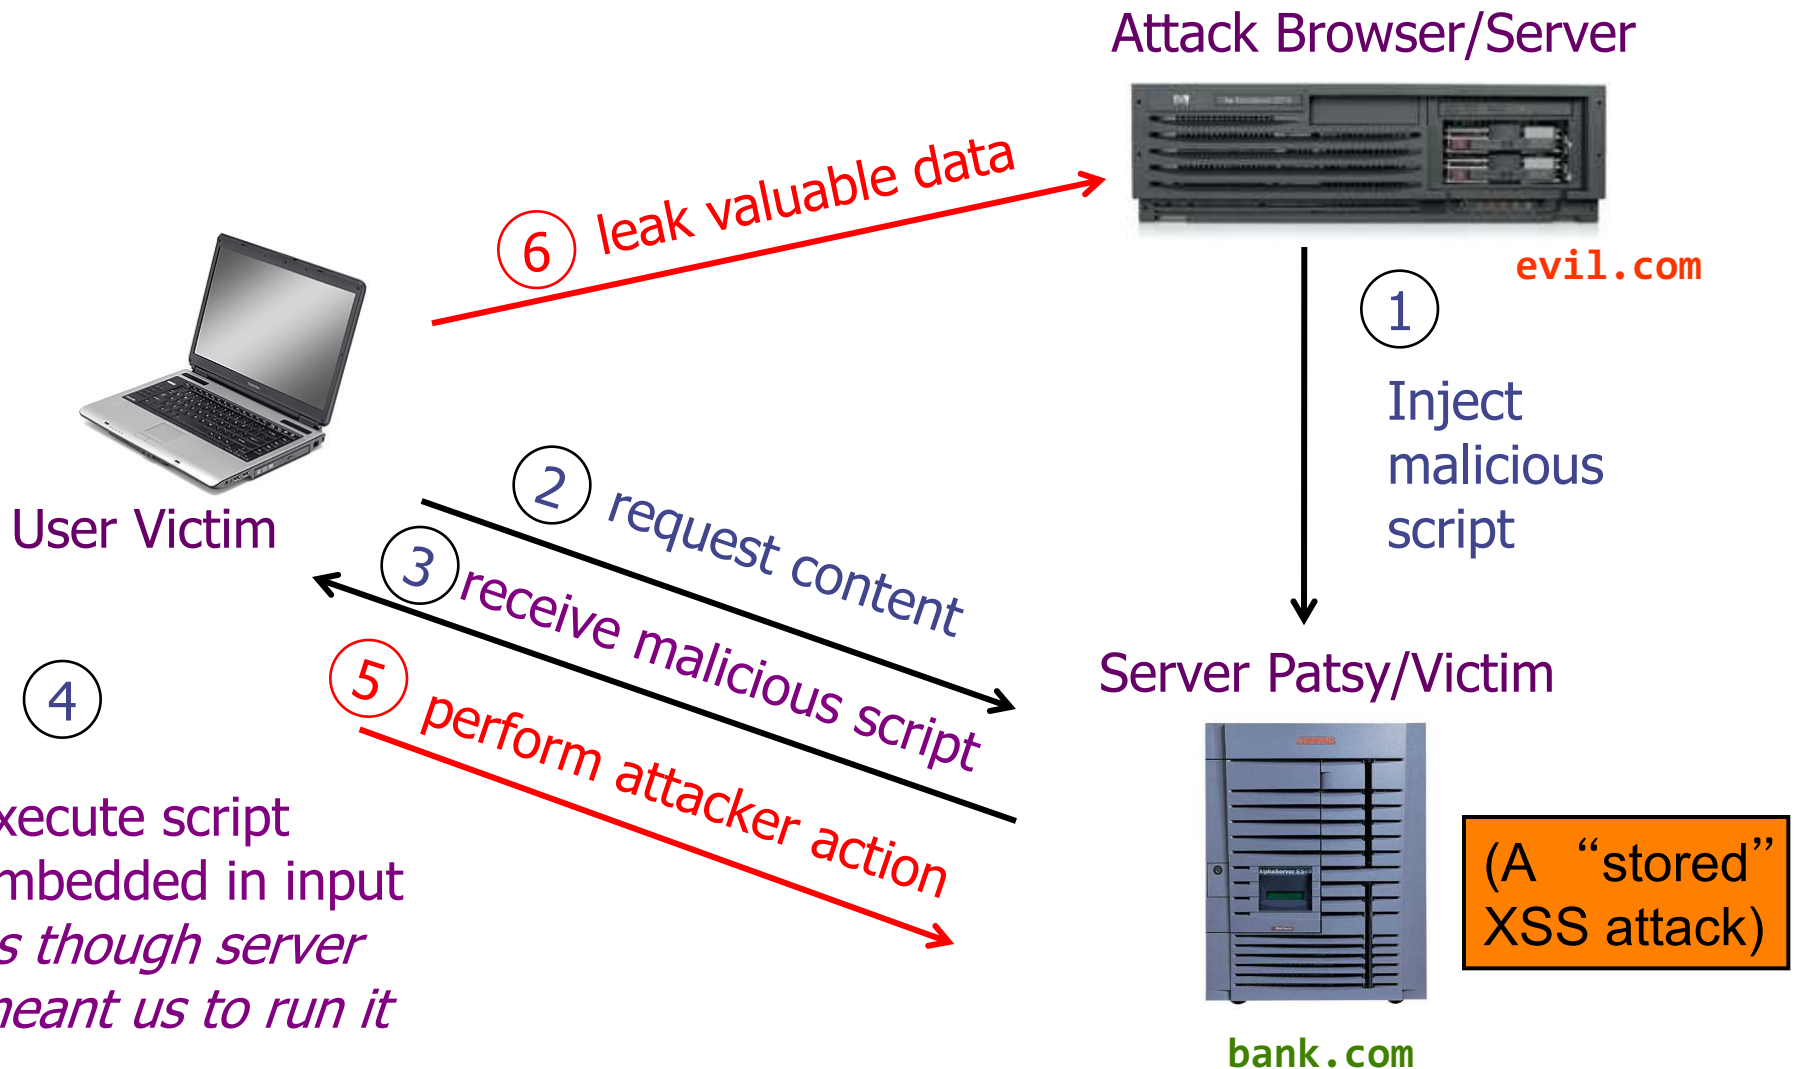 Attack Browser/Server
evil.com
6 leak valuable data
1
Inject
malicious
script
User Victim
2 request content
3 receive malicious script
4
xecute script
mbedded in input
s though server
neant us to run it
5 perform attacker action
Server Patsy/Victim
AlphaServer ES40
(A “stored”
XSS attack)
bank.com